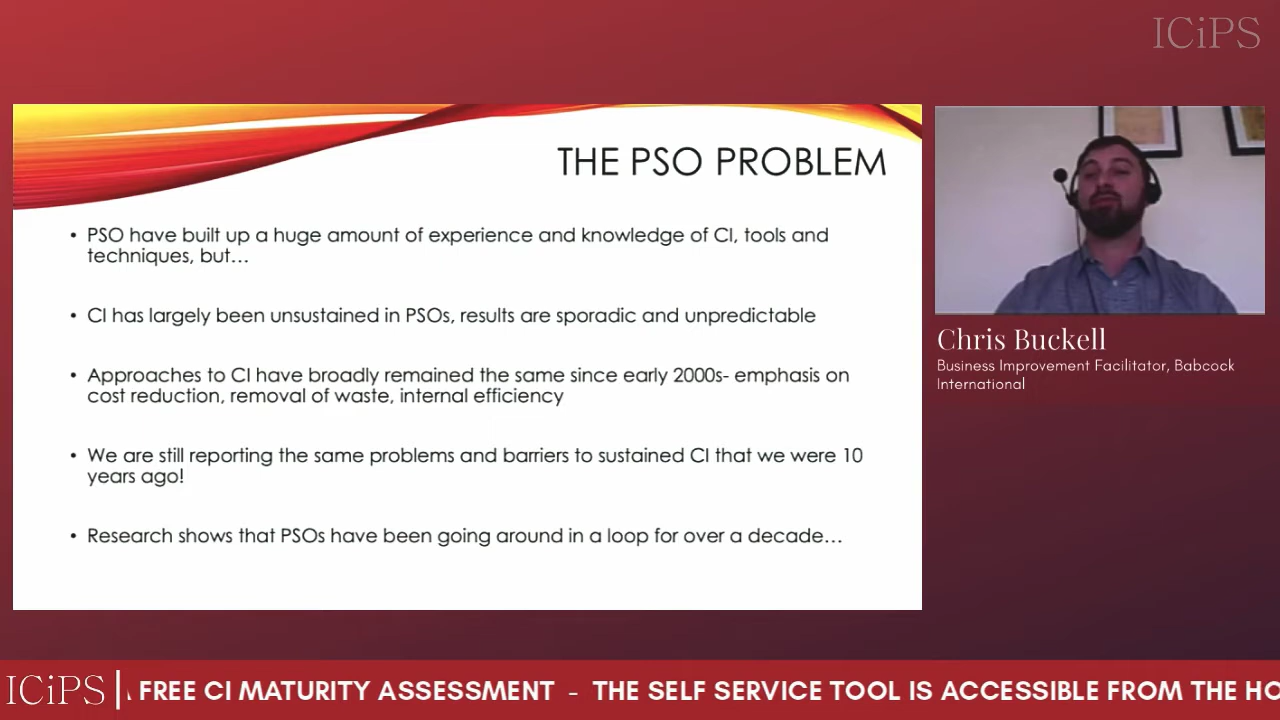 ICiPS
THE PSO PROBLEM
• PSO have built up a huge amount of experience and knowledge of CI, tools and
techniques, but…
• CI has largely been unsustained in PSOs, results are sporadic and unpredictable
• Approaches to CI have broadly remained the same since early 2000s- emphasis on
cost reduction, removal of waste, internal efficiency
• We are still reporting the same problems and barriers to sustained CI that we were 10
years ago!
• Research shows that PSOs have been going around in a loop for over a decade…
Chris Buckell
Business Improvement Facilitator, Babcock
International
ICiPS FREE CI MATURITY ASSESSMENT - THE SELF SERVICE TOOL IS ACCESSIBLE FROM THE